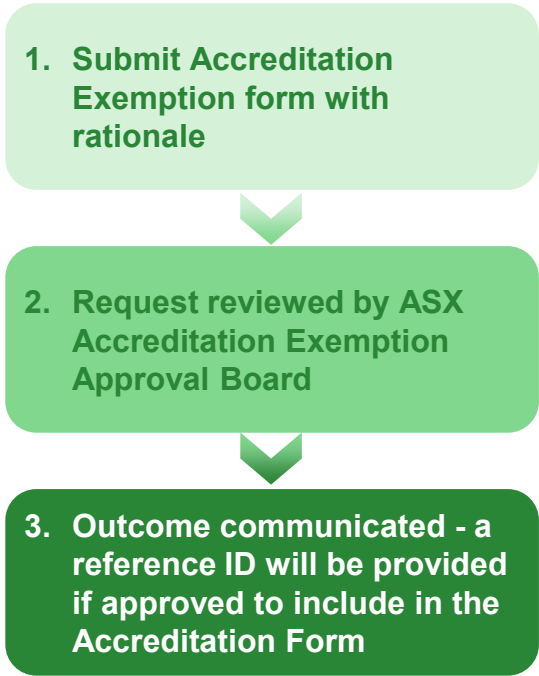 1. Submit Accreditation
Exemption form with
rationale
2. Request reviewed by ASX
Accreditation Exemption
Approval Board
3. Outcome communicated - a
reference ID will be provided
if approved to include in the
Accreditation Form